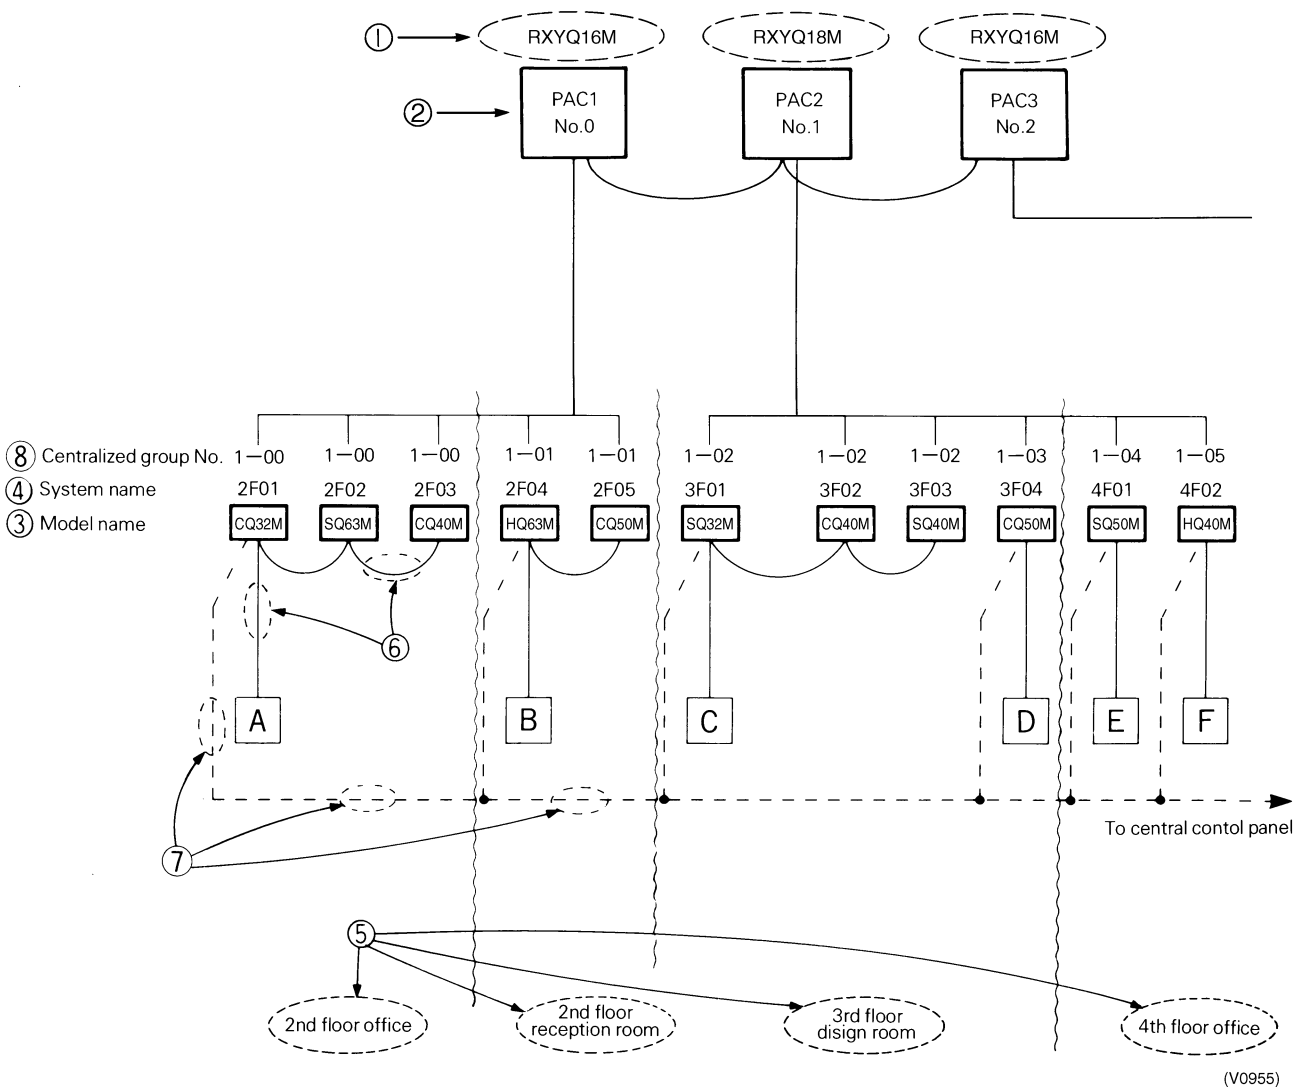 ① RXYQ16M RXYQ18M RXYQ16M
② PAC1 PAC2 PAC3
No.0 No.1 No.2
⑧ Centralized group No. 1—00 1—00 1—00 1—01 1—01 1—02 1—02 1—02 1—03 1—04 1—05
④ System name 2F01 2F02 2F03 2F04 2F05 3F01 3F02 3F03 3F04 4F01 4F02
③ Model name CQ32M SQ63M CQ40M HQ63M CQ50M SQ32M CQ40M SQ40M CQ50M SQ50M HQ40M
⑥
A B C D E F
To central contol panel
⑦
⑤
2nd floor office
2nd floor
reception room
3rd floor
disign room
4th floor office
(V0955)